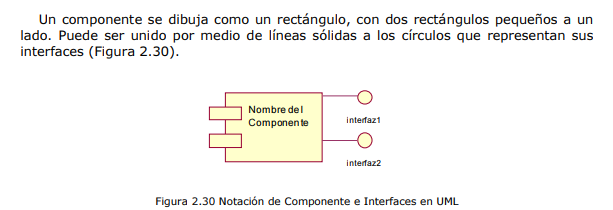 Un componente se dibuja como un rectángulo, con dos rectángulos pequeños a un
lado. Puede ser unido por medio de líneas sólidas a los círculos que representan sus
interfaces (Figura 2.30).
Nombre del
Componente
interfaz1
interfaz2
Figura 2.30 Notación de Componente e Interfaces en UML